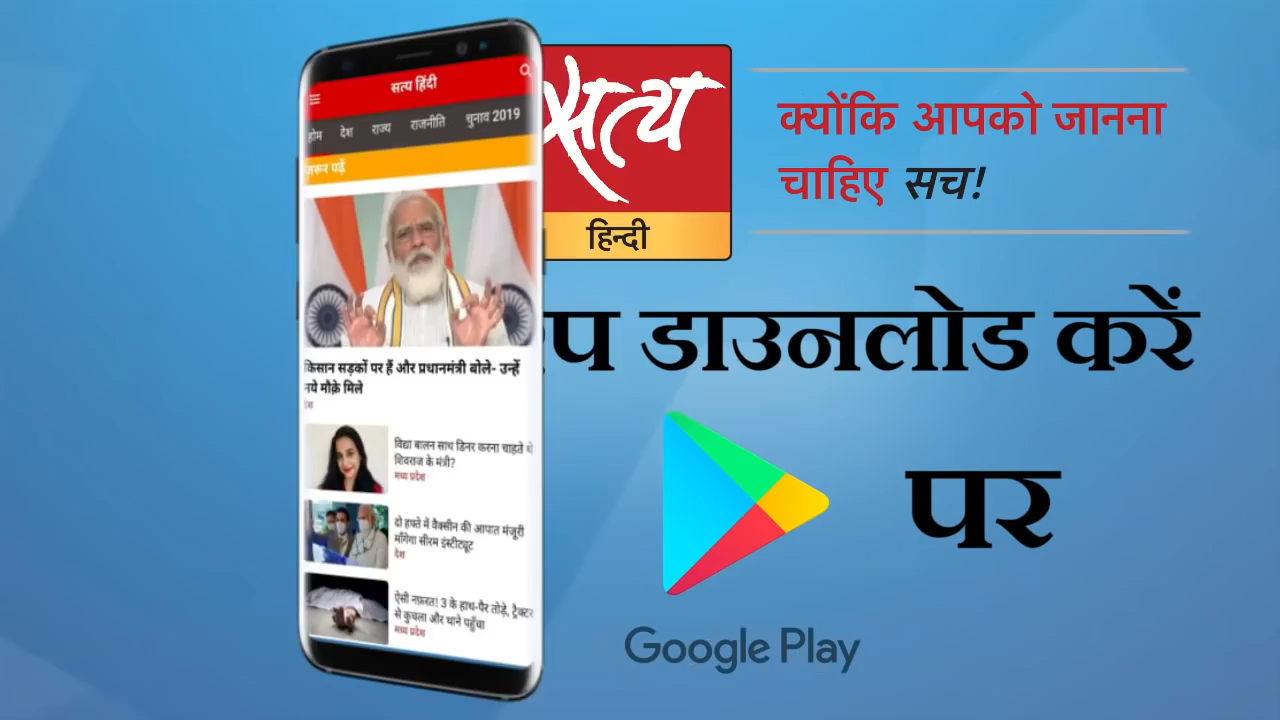 सत्य हिंदी
होम देश राज्य राजनीति चुनाव 2019
ज़रूर पढ़ें
किसान सड़कों पर हैं और प्रधानमंत्री बोले- उन्हें
नये मौक़े मिले
देश
विद्या बालन साथ डिनर करना चाहते थे
शिवराज के मंत्री?
मध्य प्रदेश
दो हफ्ते में वैक्सीन की आपात मंजूरी
माँगेगा सीरम इंस्टीट्यूट
देश
ऐसी नफ़रत! 3 के हाथ-पैर तोड़े, ट्रैक्टर
से कुचला और थाने पहुँचा
मध्य प्रदेश
सत्य
हिन्दी
क्योंकि आपको जानना
चाहिए सच!
डाउनलोड करें
पर
Google Play